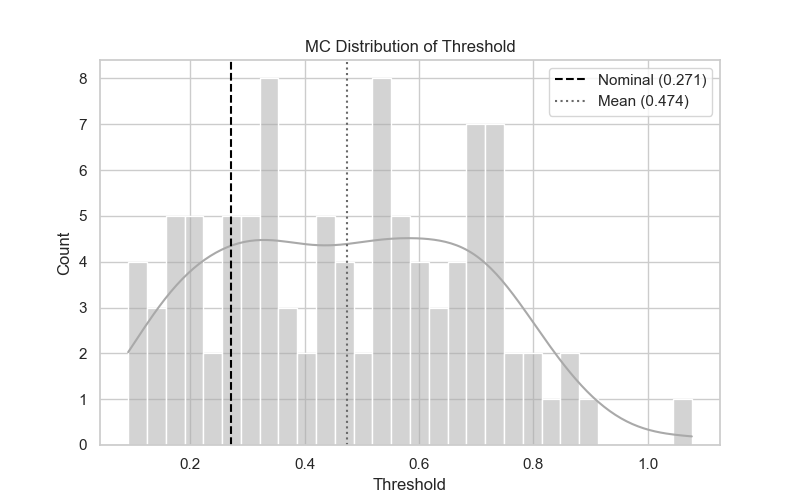 MC Distribution of Threshold
Nominal (0.271)
Mean (0.474)
Count
8
7
6
5
4
3
2
1
0
0.2 0.4 0.6 0.8 1.0
Threshold